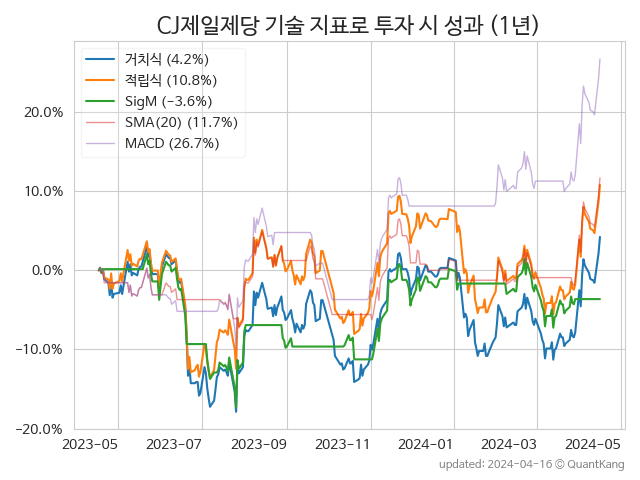 CJ제일제당 기술 지표로 투자 시 성과 (1년)
거치식 (4.2%)
적립식 (10.8%)
SigM (−3.6%)
SMA(20) (11.7%)
MACD (26.7%)
20.0%
10.0%
0.0%
−10.0%
−20.0%
2023-05 2023-07 2023-09 2023-11 2024-01 2024-03 2024-05
updated: 2024-04-16 © QuantKang